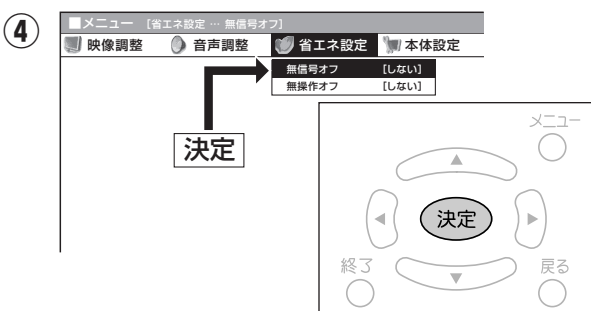 ④
■メニュー [省エネ設定 … 無信号オフ]
映像調整 音声調整 省エネ設定 本体設定
無信号オフ [しない]
無操作オフ [しない]
決定
メニュー
決定
終了 戻る